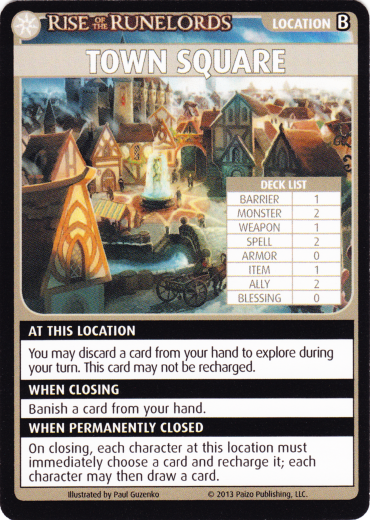 RISE OF THE RUNELORDS LOCATION B
TOWN SQUARE
DECK LIST
BARRIER 1
MONSTER 2
WEAPON 1
SPELL 2
ARMOR 0
ITEM 1
ALLY 2
BLESSING 0
AT THIS LOCATION
You may discard a card from your hand to explore during
your turn. This card may not be recharged.
WHEN CLOSING
Banish a card from your hand.
WHEN PERMANENTLY CLOSED
On closing, each character at this location must
immediately choose a card and recharge it; each
character may then draw a card.
Illustrated by Paul Guzenko © 2013 Paizo Publishing, LLC.